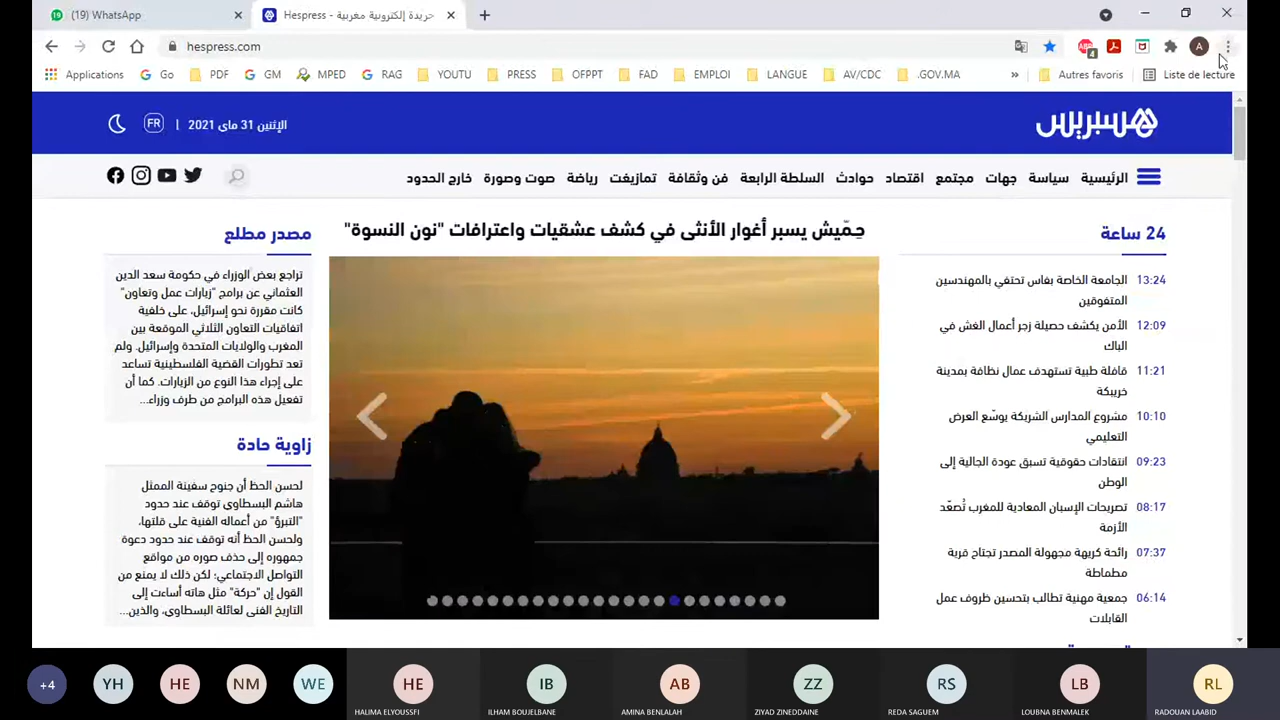 (19) WhatsApp
Hespress - جريدة إلكترونية مغربية
hespress.com
A
4
Applications
Go
PDF
GM
MPED
RAG
YOUTU
PRESS
OFPPT
FAD
EMPLOI
LANGUE
AV/CDC
.GOV.MA
»
Autres favoris
Liste de lecture
هسبريس
الإثنين 31 ماي 2021 | FR
الرئيسية سياسة جهات مجتمع اقتصاد حوادث السلطة الرابعة فن وثقافة تمازيغت رياضة صوت وصورة خارج الحدود
24 ساعة
13:24 الجامعة الخاصة بفاس تحتفي بالمهندسين
المتفوقين
12:09 الأمن يكشف حصيلة زجر أعمال الغش في
الباك
11:21 قافلة طبية تستهدف عمال نظافة بمدينة
خريبكة
10:10 مشروع المدارس الشريكة يوسّع العرض
التعليمي
09:23 انتقادات حقوقية تسبق عودة الجالية إلى
الوطن
08:17 تصريحات الإسبان المعادية للمغرب تُصعّد
الأزمة
07:37 رائحة كريهة مجهولة المصدر تجتاح قرية
مطماطة
06:14 جمعية مهنية تطالب بتحسين ظروف عمل
القابلات
حِمّيش يسبر أغوار الأنثى في كشف عشقيات واعترافات "نون النسوة"
مصدر مطلع
تراجع بعض الوزراء في حكومة سعد الدين
العثماني عن برامج "زيارات عمل وتعاون"
كانت مقررة نحو إسرائيل، على خلفية
اتفاقيات التعاون الثلاثي الموقعة بين
المغرب والولايات المتحدة وإسرائيل. ولم
تعد تطورات القضية الفلسطينية تساعد
على إجراء هذا النوع من الزيارات. كما أن
تفعيل هذه البرامج من طرف وزراء...
زاوية حادة
لحسن الحظ أن جنوح سفينة الممثل
هاشم البسطاوي توقف عند حدود
"التبرؤ" من أعماله الفنية على قلتها،
ولحسن الحظ أنه توقف عند حدود دعوة
جمهوره إلى حذف صوره من مواقع
التواصل الاجتماعي؛ لكن ذلك لا يمنع من
القول إن "حركة" مثل هاته أساءت إلى
التاريخ الفني لعائلة البسطاوي، والذين...
+4
YH
HE
NM
WE
HE
HALIMA ELYOUSSFI
IB
ILHAM BOUJELBANE
AB
AMINA BENLALAH
ZZ
ZIYAD ZINEDDAINE
RS
REDA SAGUEM
LB
LOUBNA BENMALEK
RL
RADOUAN LAABID